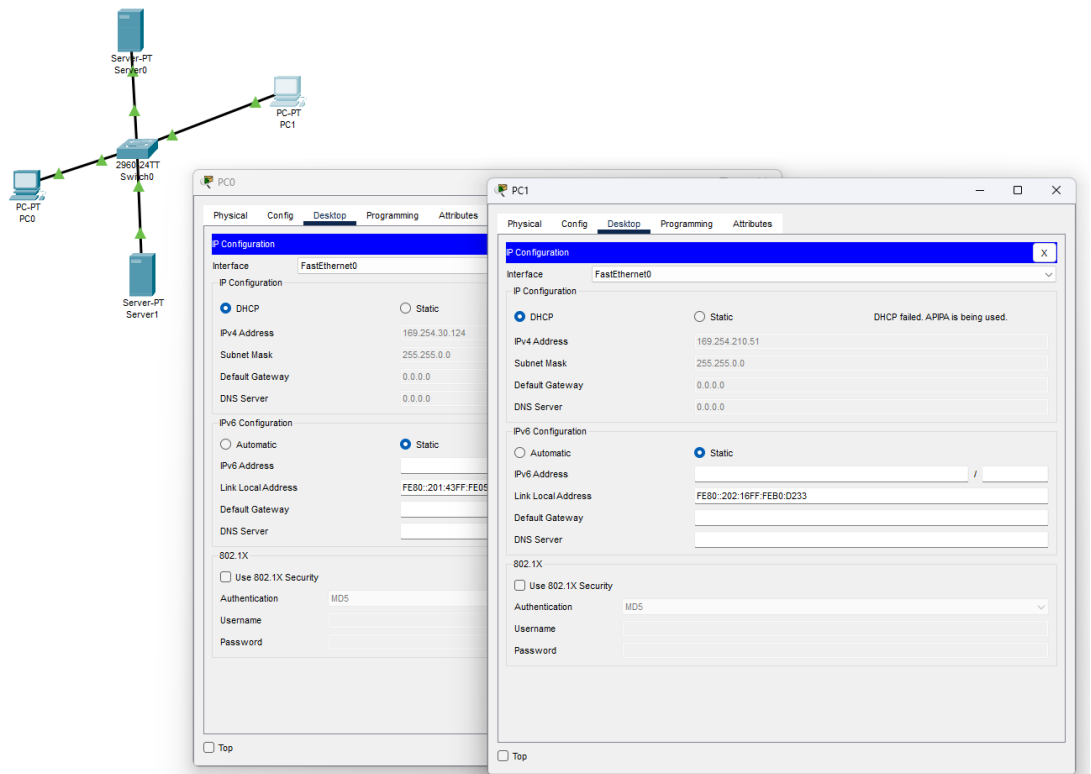 Server-PT
Server0
PC-PT
PC1
2960-24TT
Switch0
PC-PT
PC0
Server-PT
Server1
PC0
Physical Config Desktop Programming Attributes
IP Configuration
Interface FastEthernet0
IP Configuration
DHCP Static
IPv4 Address 169.254.30.124
Subnet Mask 255.255.0.0
Default Gateway 0.0.0.0
DNS Server 0.0.0.0
IPv6 Configuration
Automatic Static
IPv6 Address
Link Local Address FE80::201:43FF:FE05
Default Gateway
DNS Server
802.1X
Use 802.1X Security
Authentication MD5
Username
Password
Top
PC1
Physical Config Desktop Programming Attributes
IP Configuration X
Interface FastEthernet0
IP Configuration
DHCP Static DHCP failed. APIPA is being used.
IPv4 Address 169.254.210.51
Subnet Mask 255.255.0.0
Default Gateway 0.0.0.0
DNS Server 0.0.0.0
IPv6 Configuration
Automatic Static
IPv6 Address /
Link Local Address FE80::202:16FF:FEB0:D233
Default Gateway
DNS Server
802.1X
Use 802.1X Security
Authentication MD5
Username
Password
Top